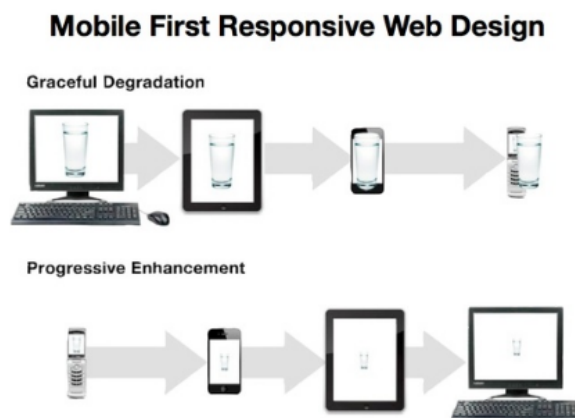 Mobile First Responsive Web Design
Graceful Degradation
Progressive Enhancement